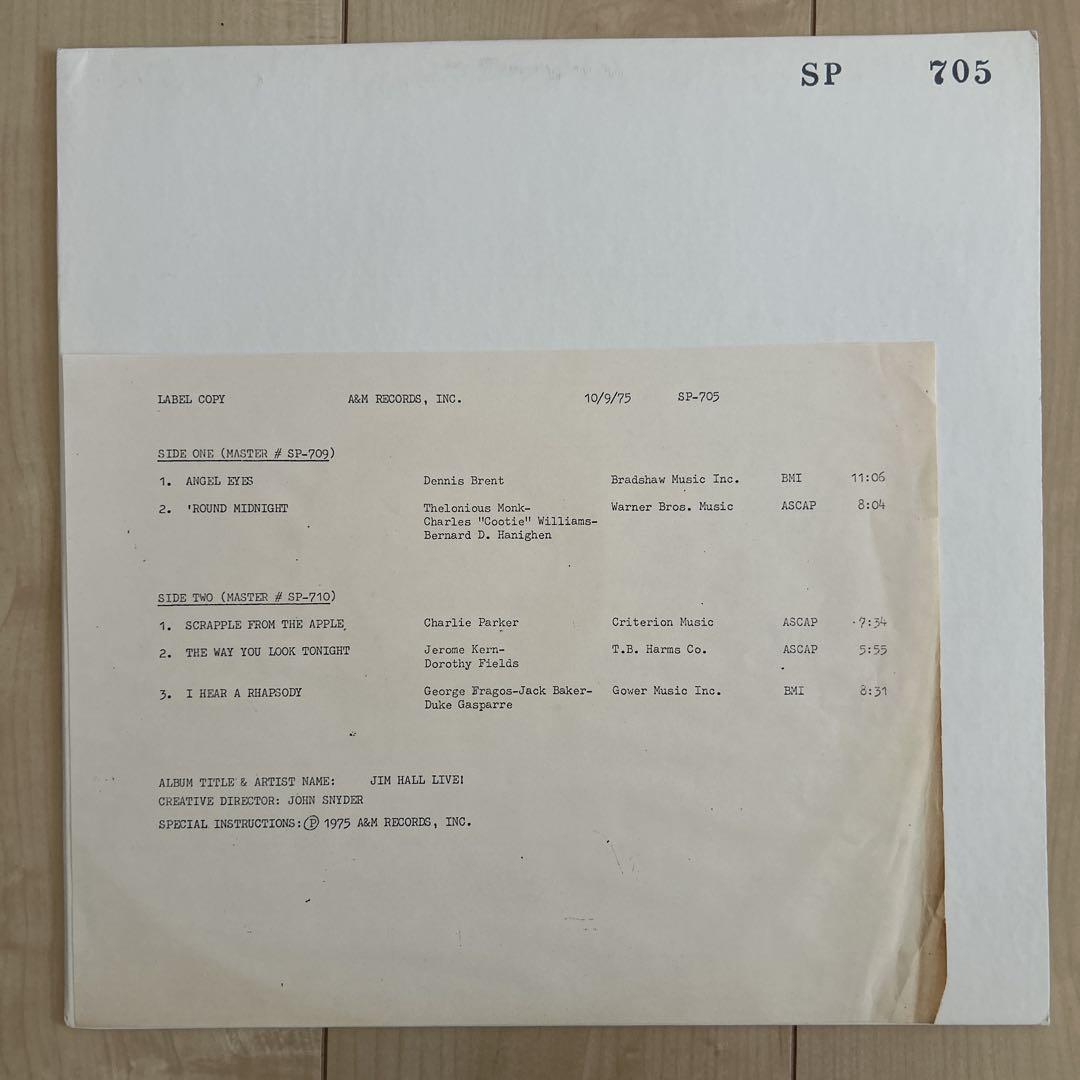 SP 705
LABEL COPY A&M RECORDS, INC. 10/9/75 SP-705
SIDE ONE (MASTER # SP-709)
1. ANGEL EYES Dennis Brent Bradshaw Music Inc. BMI 11:06
2. 'ROUND MIDNIGHT Thelonious Monk- Warner Bros. Music ASCAP 8:04
Charles "Cootie" Williams-
Bernard D. Hanighen
SIDE TWO (MASTER # SP-710)
1. SCRAPPLE FROM THE APPLE Charlie Parker Criterion Music ASCAP 7:34
2. THE WAY YOU LOOK TONIGHT Jerome Kern- T.B. Harms Co. ASCAP 5:55
Dorothy Fields
3. I HEAR A RHAPSODY George Fragos-Jack Baker- Gower Music Inc. BMI 8:31
Duke Gasparre
ALBUM TITLE & ARTIST NAME: JIM HALL LIVE!
CREATIVE DIRECTOR: JOHN SNYDER
SPECIAL INSTRUCTIONS: Ⓟ 1975 A&M RECORDS, INC.